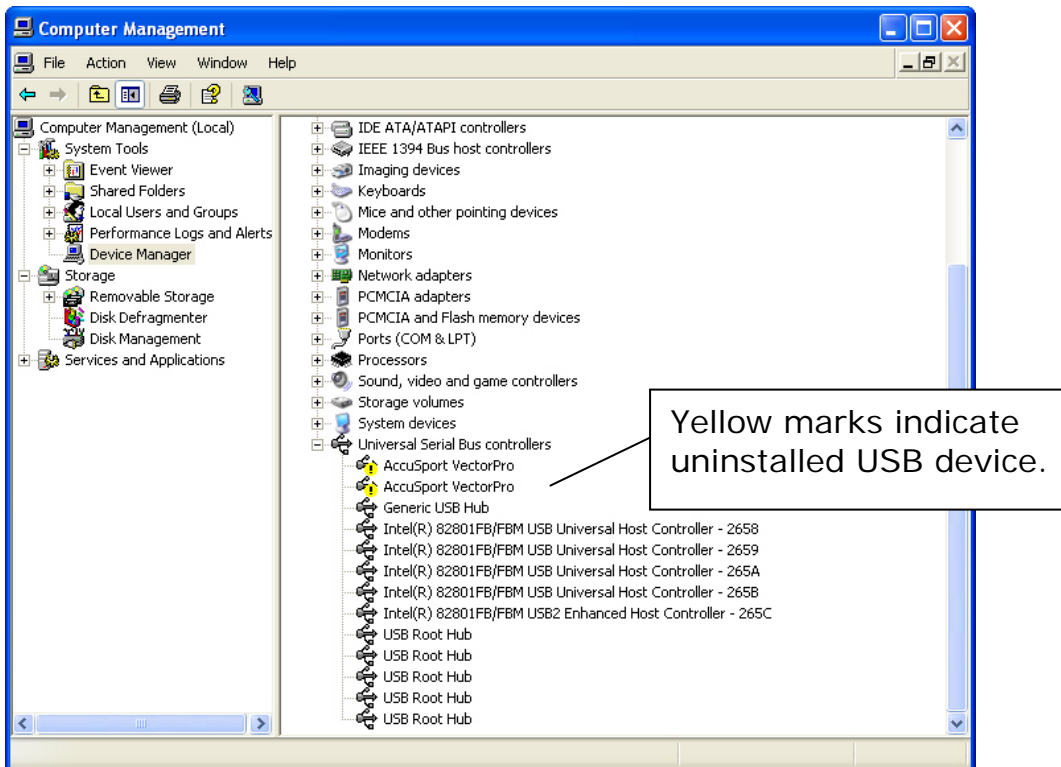 Computer Management
File Action View Window Help
Computer Management (Local)
System Tools
Event Viewer
Shared Folders
Local Users and Groups
Performance Logs and Alerts
Device Manager
Storage
Removable Storage
Disk Defragmenter
Disk Management
Services and Applications
IDE ATA/ATAPI controllers
IEEE 1394 Bus host controllers
Imaging devices
Keyboards
Mice and other pointing devices
Modems
Monitors
Network adapters
PCMCIA adapters
PCMCIA and Flash memory devices
Ports (COM & LPT)
Processors
Sound, video and game controllers
Storage volumes
System devices
Universal Serial Bus controllers
AccuSport VectorPro
AccuSport VectorPro
Generic USB Hub
Intel(R) 82801FB/FBM USB Universal Host Controller - 2658
Intel(R) 82801FB/FBM USB Universal Host Controller - 2659
Intel(R) 82801FB/FBM USB Universal Host Controller - 265A
Intel(R) 82801FB/FBM USB Universal Host Controller - 265B
Intel(R) 82801FB/FBM USB2 Enhanced Host Controller - 265C
USB Root Hub
USB Root Hub
USB Root Hub
USB Root Hub
USB Root Hub
Yellow marks indicate
uninstalled USB device.